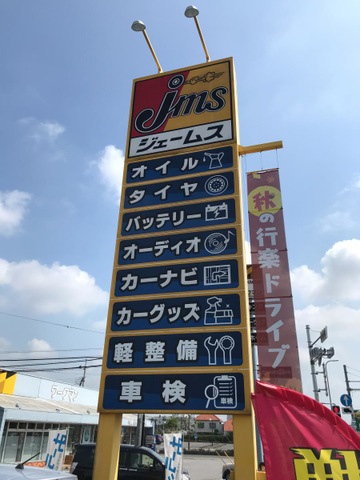 jms
ジェームス
オイル
タイヤ
バッテリー
オーディオ
カーナビ
カーグッズ
軽整備
車検
車検
秋の行楽ドライブ